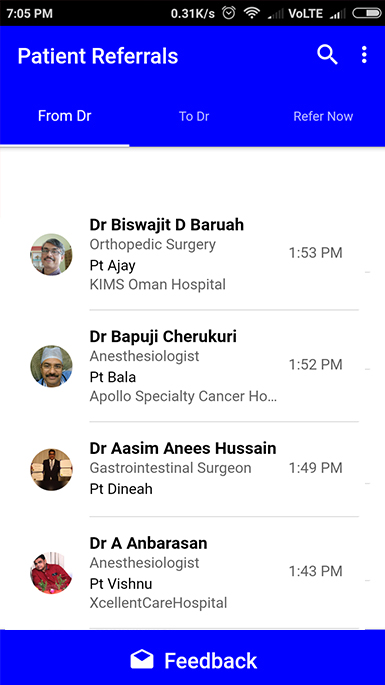 7:05 PM 0.31K/s VoLTE
Patient Referrals
From Dr To Dr Refer Now
Dr Biswajit D Baruah
Orthopedic Surgery
1:53 PM
Pt Ajay
KIMS Oman Hospital
Dr Bapuji Cherukuri
Anesthesiologist
1:52 PM
Pt Bala
Apollo Specialty Cancer Ho...
Dr Aasim Anees Hussain
Gastrointestinal Surgeon 1:49 PM
Pt Dineah
Dr A Anbarasan
Anesthesiologist
1:43 PM
Pt Vishnu
XcellentCareHospital
Feedback